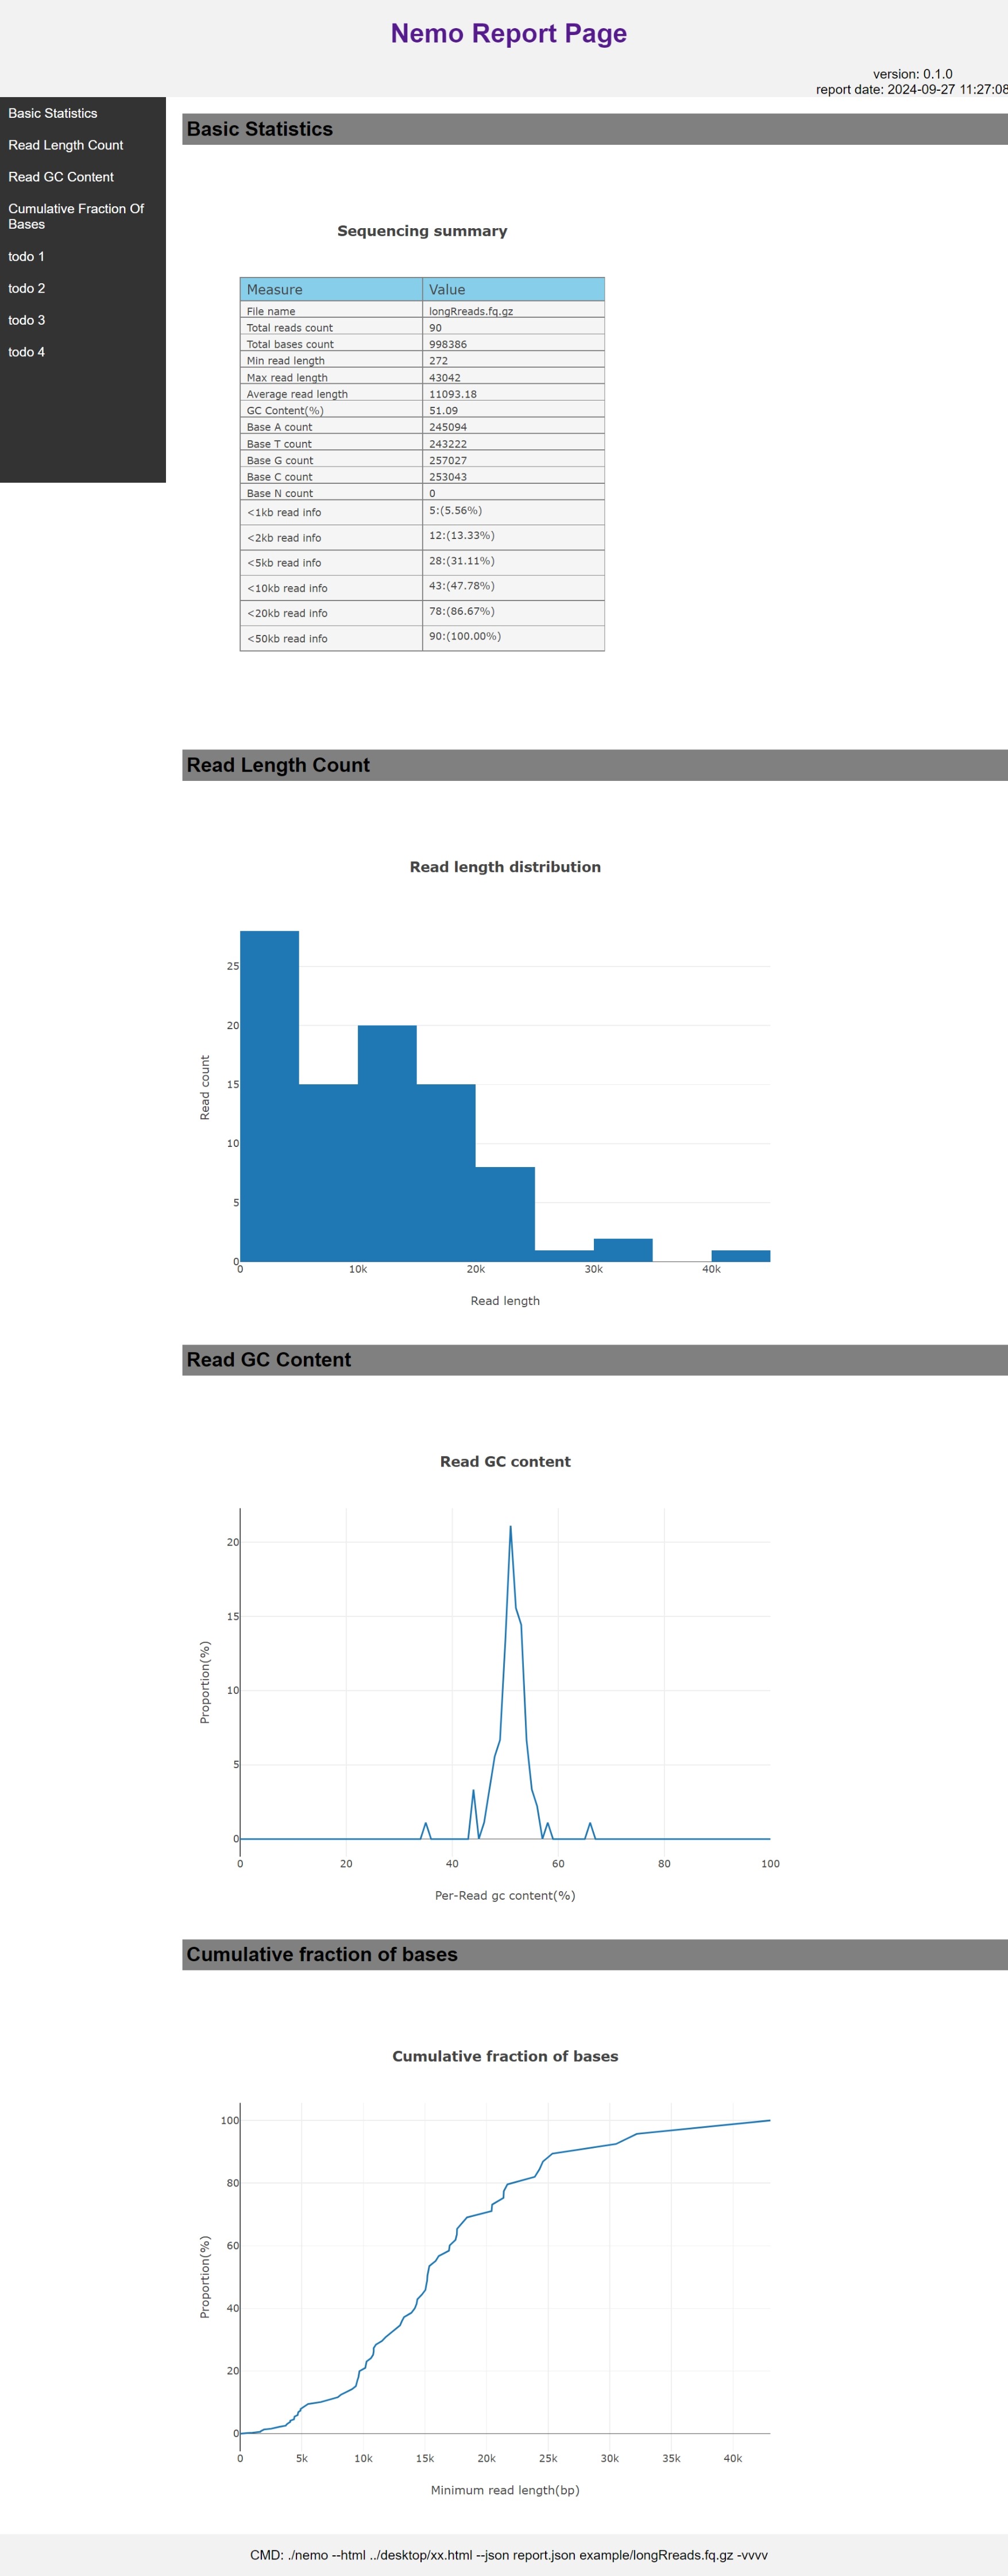 Nemo Report Page
version: 0.1.0
report date: 2024-09-27 11:27:08
Basic Statistics
Read Length Count
Read GC Content
Cumulative Fraction Of
Bases
todo 1
todo 2
todo 3
todo 4
Basic Statistics
Sequencing summary
Measure Value
File name longRreads.fq.gz
Total reads count 90
Total bases count 998386
Min read length 272
Max read length 43042
Average read length 11093.18
GC Content(%) 51.09
Base A count 245094
Base T count 243222
Base G count 257027
Base C count 253043
Base N count 0
<1kb read info 5:(5.56%)
<2kb read info 12:(13.33%)
<5kb read info 28:(31.11%)
<10kb read info 43:(47.78%)
<20kb read info 78:(86.67%)
<50kb read info 90:(100.00%)
Read Length Count
Read length distribution
Read count
25
20
15
10
5
0
0 10k 20k 30k 40k
Read length
Read GC Content
Read GC content
Proportion(%)
20
15
10
5
0
0 20 40 60 80 100
Per-Read gc content(%)
Cumulative fraction of bases
Cumulative fraction of bases
Proportion(%)
100
80
60
40
20
0
0 5k 10k 15k 20k 25k 30k 35k 40k
Minimum read length(bp)
CMD: ./nemo --html ../desktop/xx.html --json report.json example/longRreads.fq.gz -vvvv